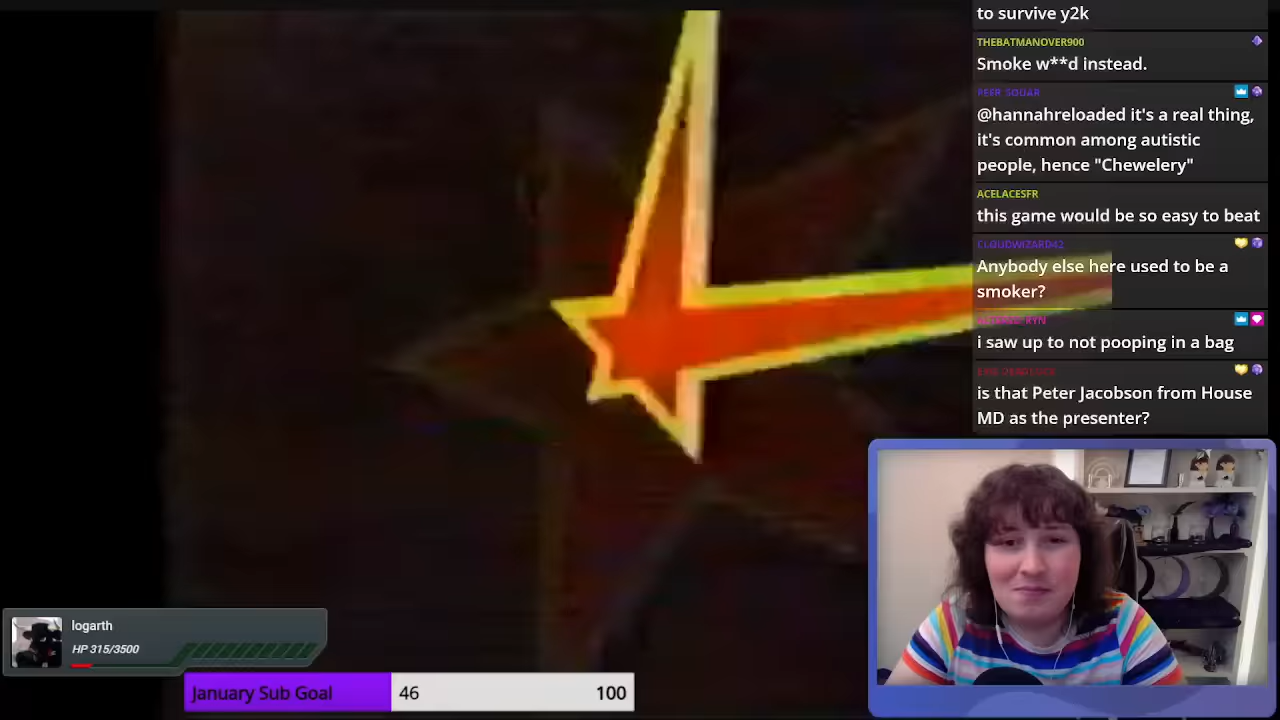 to survive y2k
THEBATMANOVER900
Smoke w**d instead.
PEER_SOUAR
@hannahreloaded it's a real thing,
it's common among autistic
people, hence "Chewelery"
ACELACESFR
this game would be so easy to beat
CLOUDWIZARD42
Anybody else here used to be a
smoker?
i saw up to not pooping in a bag
is that Peter Jacobson from House
MD as the presenter?
logarth
HP 315/3500
January Sub Goal 46 100